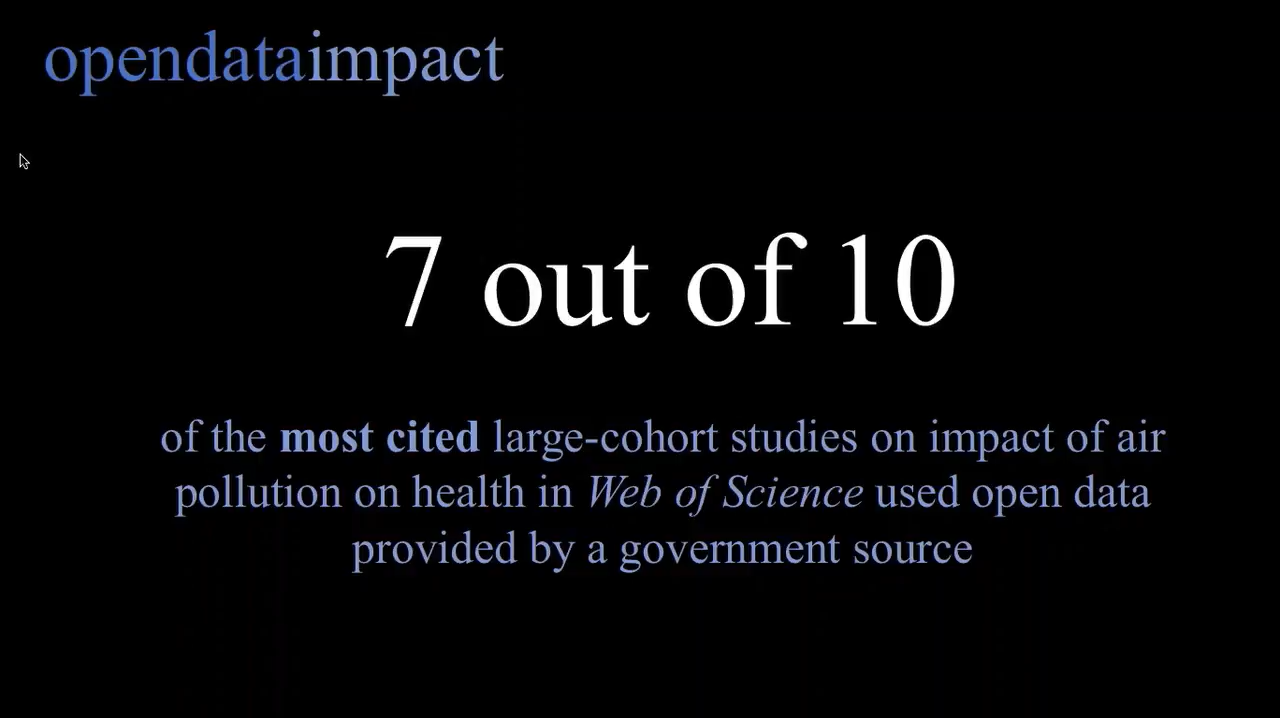 opendataimpact
7 out of 10
of the most cited large-cohort studies on impact of air
pollution on health in Web of Science used open data
provided by a government source